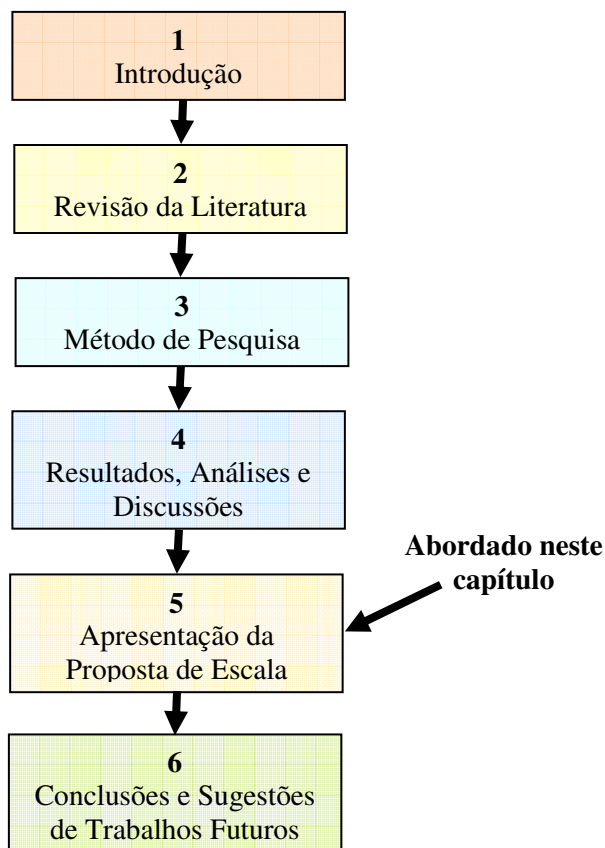 1
Introdução
2
Revisão da Literatura
3
Método de Pesquisa
4
Resultados, Análises e
Discussões
Abordado neste
capítulo
5
Apresentação da
Proposta de Escala
6
Conclusões e Sugestões
de Trabalhos Futuros